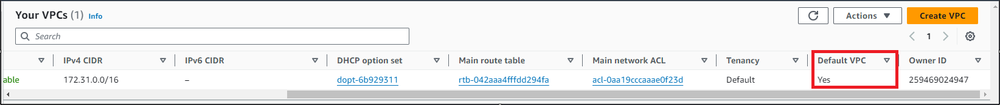 Your VPCs (1) Info
Actions
Create VPC
Search
1
IPv4 CIDR IPv6 CIDR DHCP option set Main route table Main network ACL Tenancy Default VPC Owner ID
able 172.31.0.0/16 – dopt-6b929311 rtb-042aaa4fffdd294fa acl-0aa19cccaaae0f23d Default Yes 259469024947